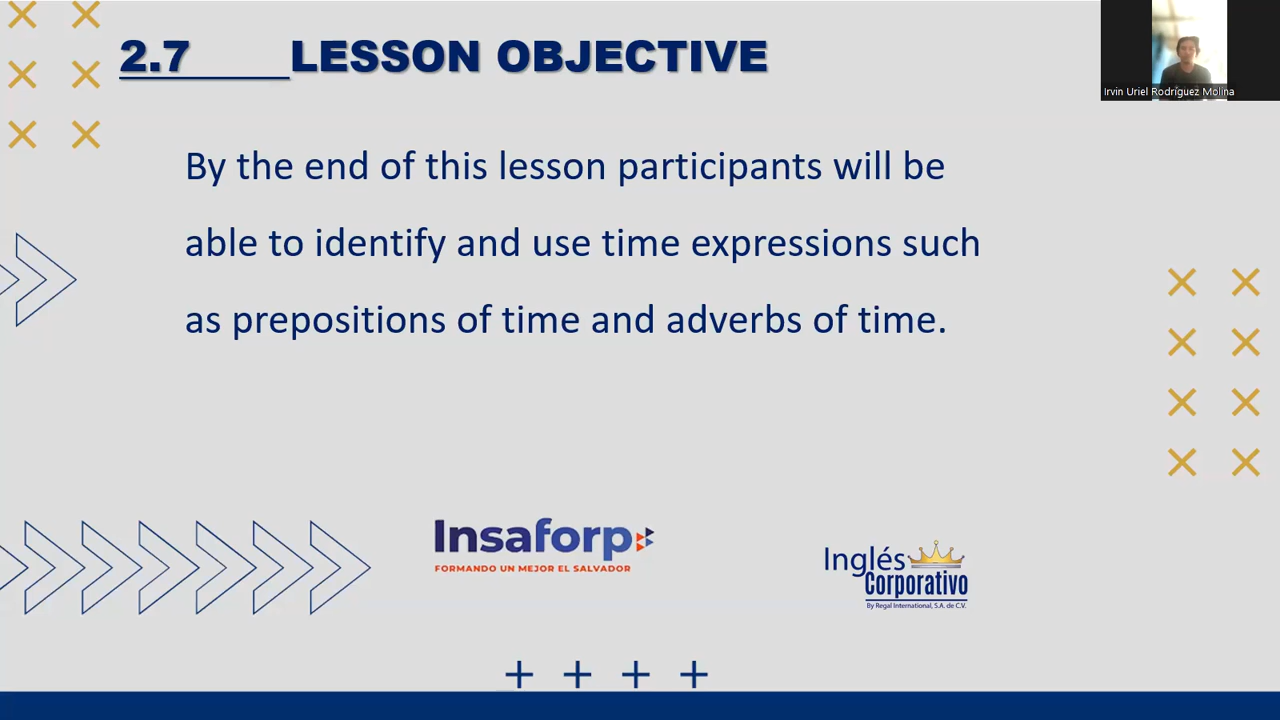 2.7 LESSON OBJECTIVE
Irvin Uriel Rodríguez Molina
By the end of this lesson participants will be
able to identify and use time expressions such
as prepositions of time and adverbs of time.
Insaforp
FORMANDO UN MEJOR EL SALVADOR
Inglés
Corporativo
By Regal International, S.A. de C.V.